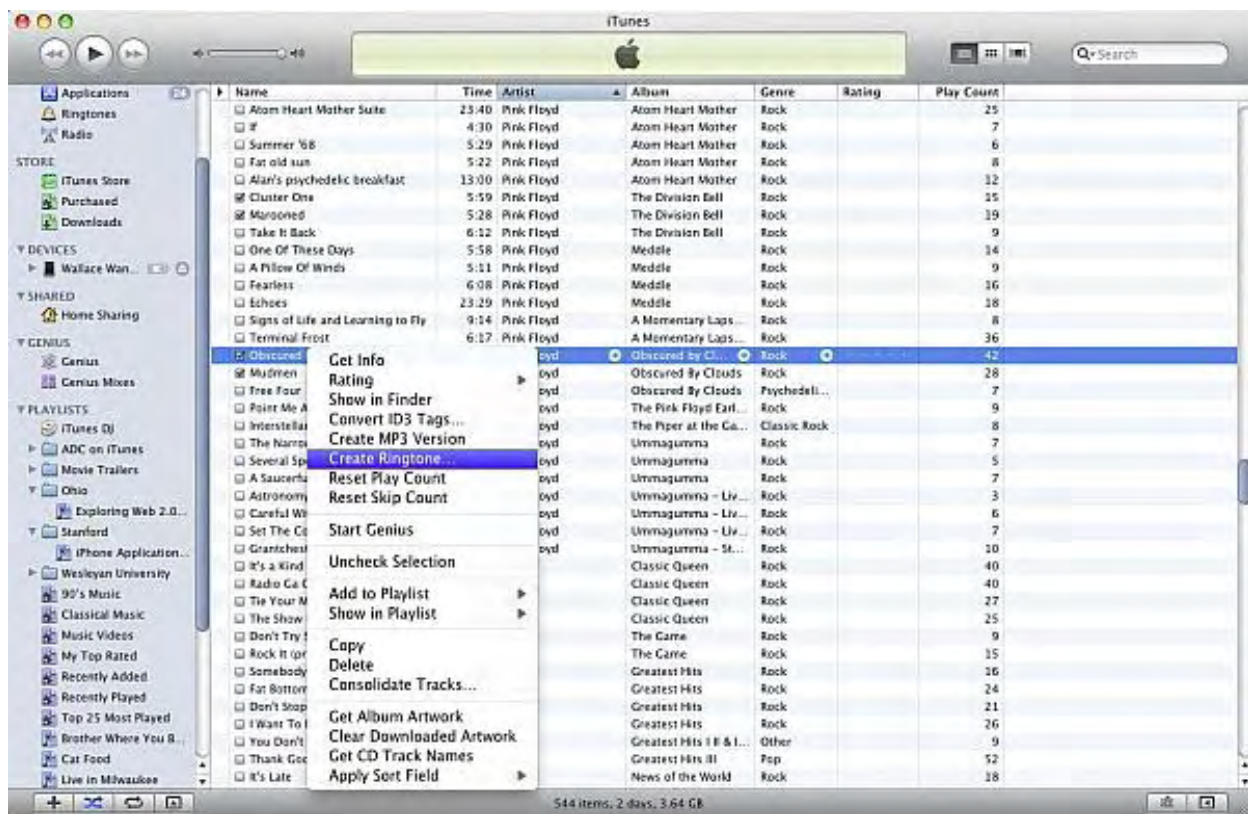 iTunes
Search
Applications
Ringtones
Radio
STORE
iTunes Store
Purchased
Downloads
DEVICES
Wallace Wan...
SHARED
Home Sharing
GENIUS
Genius
Genius Mixes
PLAYLISTS
iTunes DJ
ADC on iTunes
Movie Trailers
Ohio
Exploring Web 2.0...
Stanford
iPhone Application...
Wesleyan University
90's Music
Classical Music
Music Videos
My Top Rated
Recently Added
Recently Played
Top 25 Most Played
Brother Where You B...
Cat Food
Live in Milwaukee
Name Time Artist Album Genre Rating Play Count
Atom Heart Mother Suite 23:40 Pink Floyd Atom Heart Mother Rock 25
If 4:30 Pink Floyd Atom Heart Mother Rock 7
Summer '68 5:29 Pink Floyd Atom Heart Mother Rock
Fat old sun 5:22 Pink Floyd Atom Heart Mother Rock 8
Alan's psychedelic breakfast 13:00 Pink Floyd Atom Heart Mother Rock 12
Cluster One 5:59 Pink Floyd The Division Bell Rock 15
Marooned 5:28 Pink Floyd The Division Bell Rock 19
Take It Back 6:12 Pink Floyd The Division Bell Rock 9
One Of These Days 5:58 Pink Floyd Meddle Rock 14
A Pillow Of Winds 5:11 Pink Floyd Meddle Rock 9
Fearless 6:08 Pink Floyd Meddle Rock 16
Echoes 23:29 Pink Floyd Meddle Rock 18
Signs of Life and Learning to Fly 9:14 Pink Floyd A Momentary Laps... Rock 8
Terminal Frost 6:17 Pink Floyd A Momentary Laps... Rock 36
Obscured oyd Obscured by Cl... Rock 42
Mudmen oyd Obscured By Clouds Rock 28
Free Four oyd Obscured By Clouds Psychedeli... 7
Point Me A oyd The Pink Floyd Earl... Rock 9
Interstellar oyd The Piper at the Ga... Classic Rock 8
The Narro oyd Ummagumma Rock 7
Several Sp oyd Ummagumma Rock 5
A Saucerfu oyd Ummagumma - Liv... Rock 7
Astronomy oyd Ummagumma - Liv... Rock 3
Careful Wi oyd Ummagumma - Liv... Rock 6
Set The Co oyd Ummagumma - Liv... Rock 7
Grantchest oyd Ummagumma - St... Rock 10
It's a Kind Classic Queen Rock 40
Radio Ga G Classic Queen Rock 40
Tie Your M Classic Queen Rock 27
The Show Classic Queen Rock 25
Don't Try S The Game Rock 9
Rock It (pr The Game Rock 15
Somebody Greatest Hits Rock 16
Fat Bottom Greatest Hits Rock 24
Don't Stop Greatest Hits Rock 21
I Want To B Greatest Hits Rock 26
You Don't Greatest Hits I II & I... Other 9
Thank God Greatest Hits III Pop 52
It's Late News of the World Rock 18
Get Info
Rating
Show in Finder
Convert ID3 Tags...
Create MP3 Version
Create Ringtone...
Reset Play Count
Reset Skip Count
Start Genius
Uncheck Selection
Add to Playlist
Show in Playlist
Copy
Delete
Consolidate Tracks...
Get Album Artwork
Clear Downloaded Artwork
Get CD Track Names
Apply Sort Field
544 items, 2 days, 3.64 GB